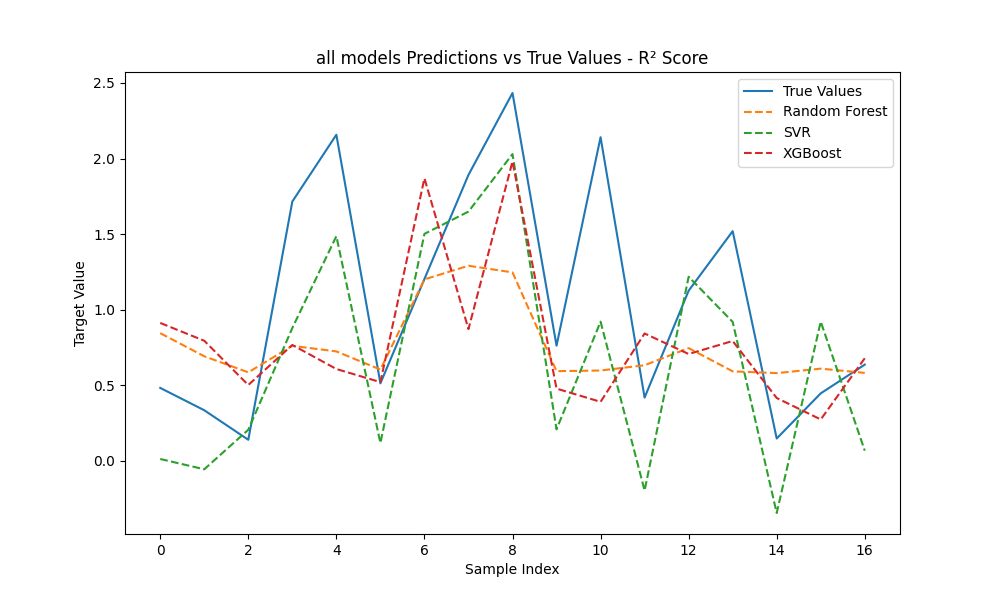 all models Predictions vs True Values - R² Score
True Values
Random Forest
SVR
XGBoost
Target Value
2.5
2.0
1.5
1.0
0.5
0.0
0 2 4 6 8 10 12 14 16
Sample Index